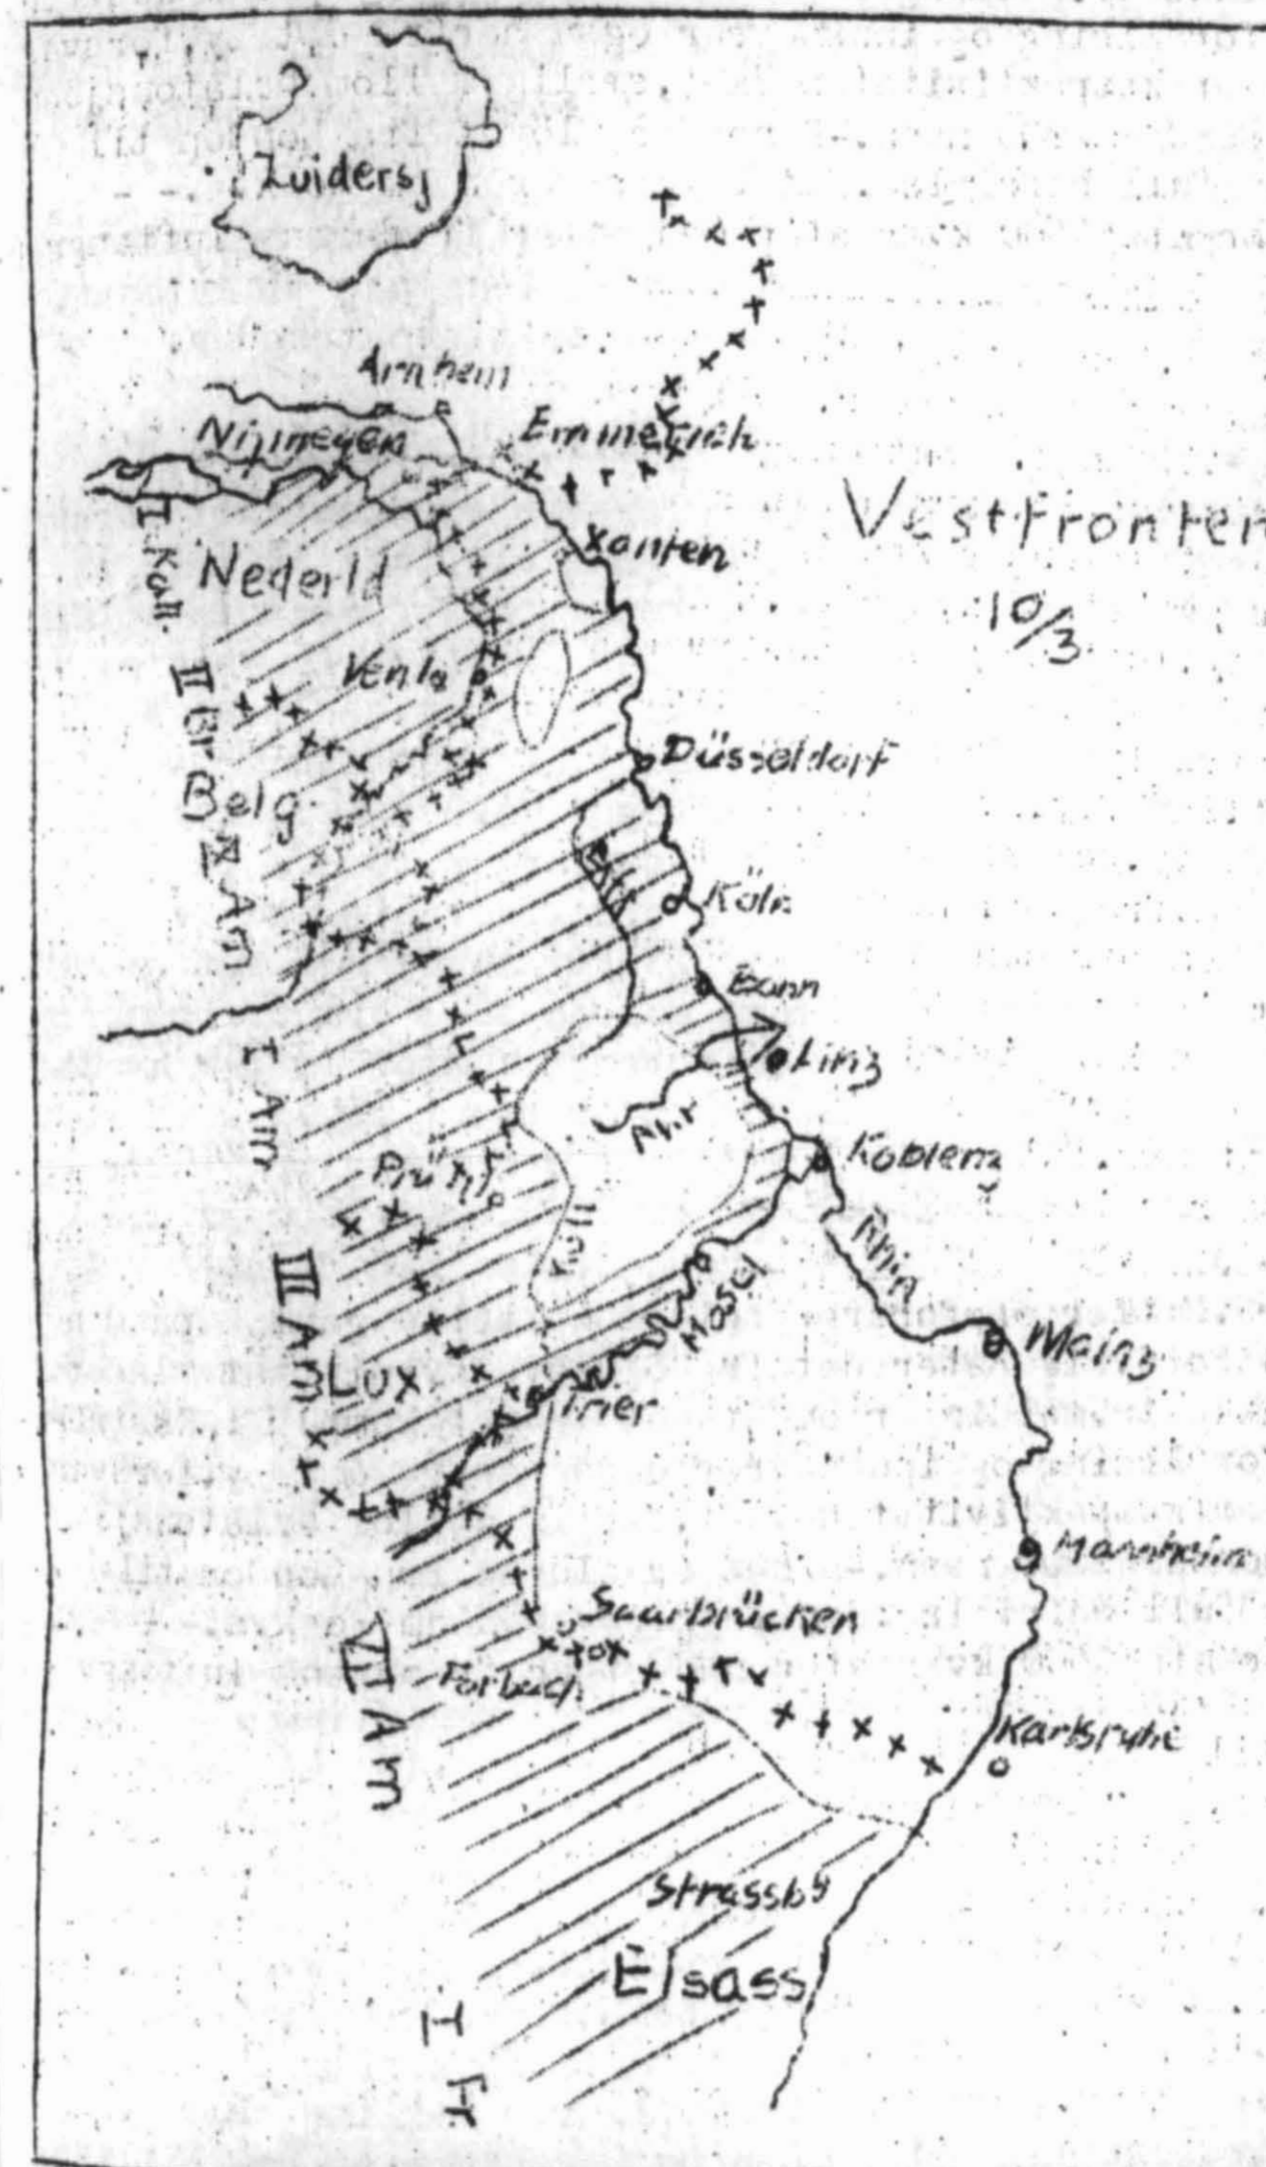 Zuidersj
Arnhem
Nijmegen
Emmerich
Vestfronten
10/3
Xanten
I Kan.
Nederld
Venlo
II Br.
Düsseldorf
Belg.
IX Am
Köln
Bonn
Linz
I Am
Ahr
Koblenz
Prüm
Kyll
Rhin
III Am
Mosel
Mainz
LUX.
Trier
Mannheim
Saarbrücken
Forbach
VII Am
Karlsruhe
Strassbg
Elsass
I Fr.